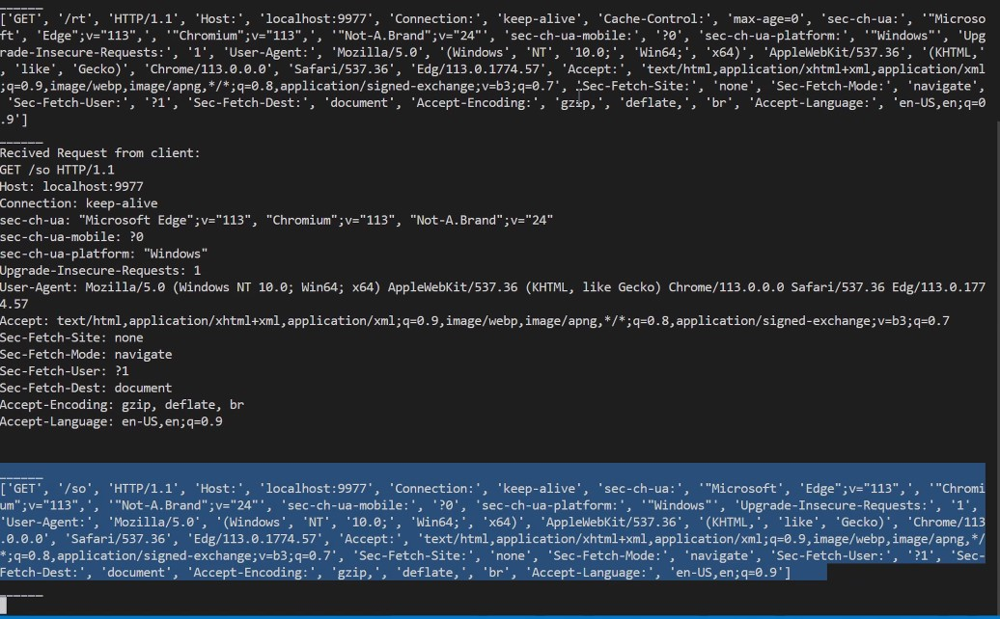 ______
['GET', '/rt', 'HTTP/1.1', 'Host:', 'localhost:9977', 'Connection:', 'keep-alive', 'Cache-Control:', 'max-age=0', 'sec-ch-ua:', '"Microso
ft', 'Edge";v="113",', '"Chromium";v="113",', '"Not-A.Brand";v="24"', 'sec-ch-ua-mobile:', '?0', 'sec-ch-ua-platform:', '"Windows"', 'Upg
rade-Insecure-Requests:', '1', 'User-Agent:', 'Mozilla/5.0', '(Windows', 'NT', '10.0;', 'Win64;', 'x64)', 'AppleWebKit/537.36', '(KHTML,'
, 'like', 'Gecko)', 'Chrome/113.0.0.0', 'Safari/537.36', 'Edg/113.0.1774.57', 'Accept:', 'text/html,application/xhtml+xml,application/xml
;q=0.9,image/webp,image/apng,*/*;q=0.8,application/signed-exchange;v=b3;q=0.7', 'Sec-Fetch-Site:', 'none', 'Sec-Fetch-Mode:', 'navigate',
'Sec-Fetch-User:', '?1', 'Sec-Fetch-Dest:', 'document', 'Accept-Encoding:', 'gzip,', 'deflate,', 'br', 'Accept-Language:', 'en-US,en;q=0
.9']
______
Recived Request from client:
GET /so HTTP/1.1
Host: localhost:9977
Connection: keep-alive
sec-ch-ua: "Microsoft Edge";v="113", "Chromium";v="113", "Not-A.Brand";v="24"
sec-ch-ua-mobile: ?0
sec-ch-ua-platform: "Windows"
Upgrade-Insecure-Requests: 1
User-Agent: Mozilla/5.0 (Windows NT 10.0; Win64; x64) AppleWebKit/537.36 (KHTML, like Gecko) Chrome/113.0.0.0 Safari/537.36 Edg/113.0.177
4.57
Accept: text/html,application/xhtml+xml,application/xml;q=0.9,image/webp,image/apng,*/*;q=0.8,application/signed-exchange;v=b3;q=0.7
Sec-Fetch-Site: none
Sec-Fetch-Mode: navigate
Sec-Fetch-User: ?1
Sec-Fetch-Dest: document
Accept-Encoding: gzip, deflate, br
Accept-Language: en-US,en;q=0.9
______
['GET', '/so', 'HTTP/1.1', 'Host:', 'localhost:9977', 'Connection:', 'keep-alive', 'sec-ch-ua:', '"Microsoft', 'Edge";v="113",', '"Chromi
um";v="113",', '"Not-A.Brand";v="24"', 'sec-ch-ua-mobile:', '?0', 'sec-ch-ua-platform:', '"Windows"', 'Upgrade-Insecure-Requests:', '1',
'User-Agent:', 'Mozilla/5.0', '(Windows', 'NT', '10.0;', 'Win64;', 'x64)', 'AppleWebKit/537.36', '(KHTML,', 'like', 'Gecko)', 'Chrome/113
.0.0.0', 'Safari/537.36', 'Edg/113.0.1774.57', 'Accept:', 'text/html,application/xhtml+xml,application/xml;q=0.9,image/webp,image/apng,*/
*;q=0.8,application/signed-exchange;v=b3;q=0.7', 'Sec-Fetch-Site:', 'none', 'Sec-Fetch-Mode:', 'navigate', 'Sec-Fetch-User:', '?1', 'Sec-
Fetch-Dest:', 'document', 'Accept-Encoding:', 'gzip,', 'deflate,', 'br', 'Accept-Language:', 'en-US,en;q=0.9']
______